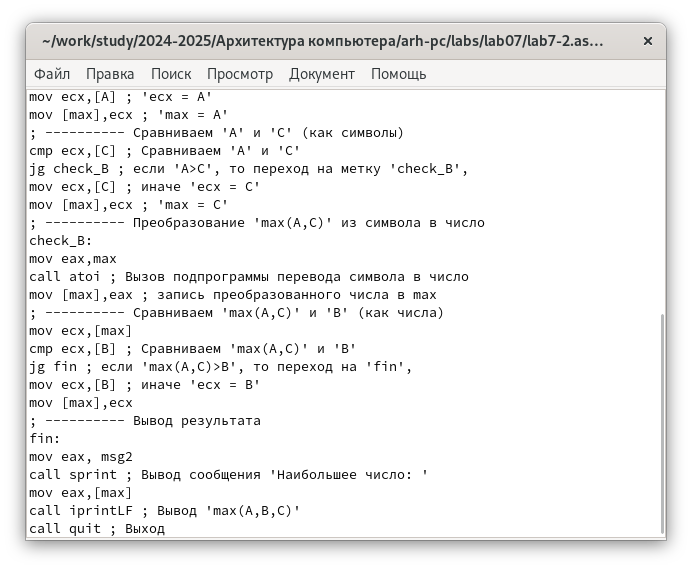 ~/work/study/2024-2025/Архитектура компьютера/arh-pc/labs/lab07/lab7-2.as...
Файл Правка Поиск Просмотр Документ Помощь
mov ecx,[A] ; 'ecx = A'
mov [max],ecx ; 'max = A'
; ---------- Сравниваем 'A' и 'С' (как символы)
cmp ecx,[C] ; Сравниваем 'A' и 'С'
jg check_B ; если 'A>C', то переход на метку 'check_B',
mov ecx,[C] ; иначе 'ecx = C'
mov [max],ecx ; 'max = C'
; ---------- Преобразование 'max(A,C)' из символа в число
check_B:
mov eax,max
call atoi ; Вызов подпрограммы перевода символа в число
mov [max],eax ; запись преобразованного числа в max
; ---------- Сравниваем 'max(A,C)' и 'B' (как числа)
mov ecx,[max]
cmp ecx,[B] ; Сравниваем 'max(A,C)' и 'B'
jg fin ; если 'max(A,C)>B', то переход на 'fin',
mov ecx,[B] ; иначе 'ecx = B'
mov [max],ecx
; ---------- Вывод результата
fin:
mov eax, msg2
call sprint ; Вывод сообщения 'Наибольшее число: '
mov eax,[max]
call iprintLF ; Вывод 'max(A,B,C)'
call quit ; Выход